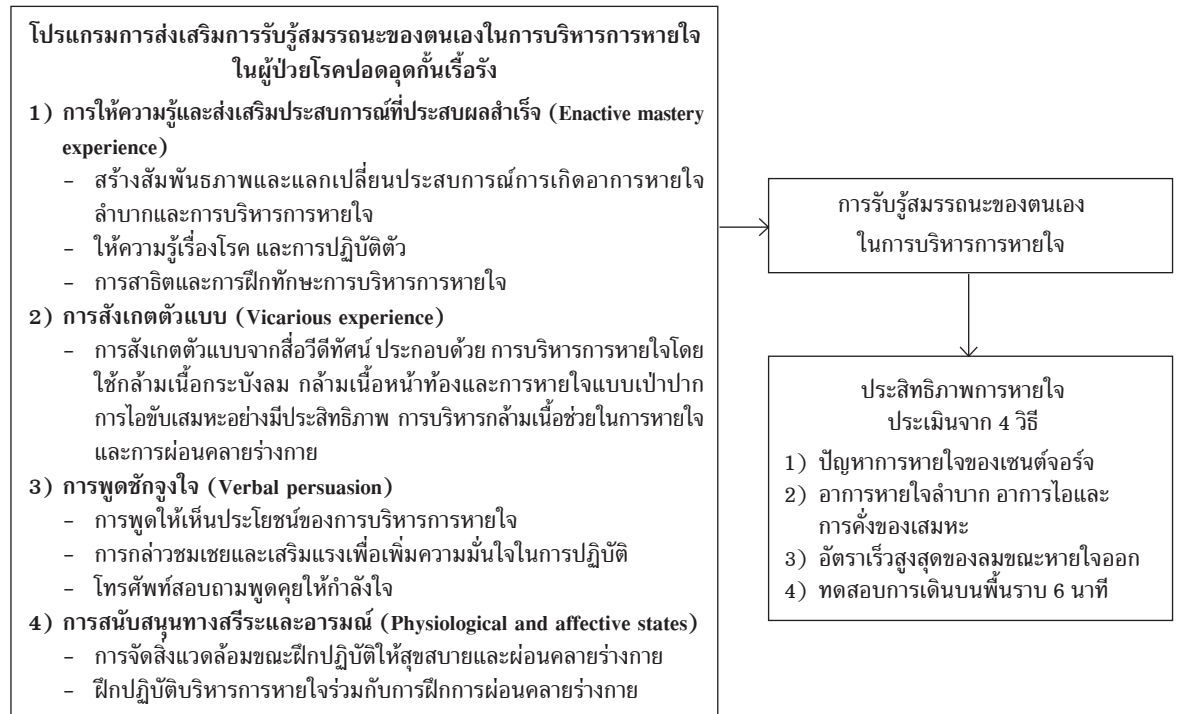 โปรแกรมการส่งเสริมการรับรู้สมรรถนะของตนเองในการบริหารการหายใจ
ในผู้ป่วยโรคปอดอุดกั้นเรื้อรัง
1) การให้ความรู้และส่งเสริมประสบการณ์ที่ประสบผลสำเร็จ (Enactive mastery
experience)
- สร้างสัมพันธภาพและแลกเปลี่ยนประสบการณ์การเกิดอาการหายใจ
ลำบากและการบริหารการหายใจ
- ให้ความรู้เรื่องโรค และการปฏิบัติตัว
- การสาธิตและการฝึกทักษะการบริหารการหายใจ
2) การสังเกตตัวแบบ (Vicarious experience)
- การสังเกตตัวแบบจากสื่อวีดีทัศน์ ประกอบด้วย การบริหารการหายใจโดย
ใช้กล้ามเนื้อกระบังลม กล้ามเนื้อหน้าท้องและการหายใจแบบเป่าปาก
การไอขับเสมหะอย่างมีประสิทธิภาพ การบริหารกล้ามเนื้อช่วยในการหายใจ
และการผ่อนคลายร่างกาย
3) การพูดชักจูงใจ (Verbal persuasion)
- การพูดให้เห็นประโยชน์ของการบริหารการหายใจ
- การกล่าวชมเชยและเสริมแรงเพื่อเพิ่มความมั่นใจในการปฏิบัติ
- โทรศัพท์สอบถามพูดคุยให้กำลังใจ
4) การสนับสนุนทางสรีระและอารมณ์ (Physiological and affective states)
- การจัดสิ่งแวดล้อมขณะฝึกปฏิบัติให้สุขสบายและผ่อนคลายร่างกาย
- ฝึกปฏิบัติบริหารการหายใจร่วมกับการฝึกการผ่อนคลายร่างกาย
การรับรู้สมรรถนะของตนเอง
ในการบริหารการหายใจ
ประสิทธิภาพการหายใจ
ประเมินจาก 4 วิธี
1) ปัญหาการหายใจของเซนต์จอร์จ
2) อาการหายใจลำบาก อาการไอและ
การคั่งของเสมหะ
3) อัตราเร็วสูงสุดของลมขณะหายใจออก
4) ทดสอบการเดินบนพื้นราบ 6 นาที